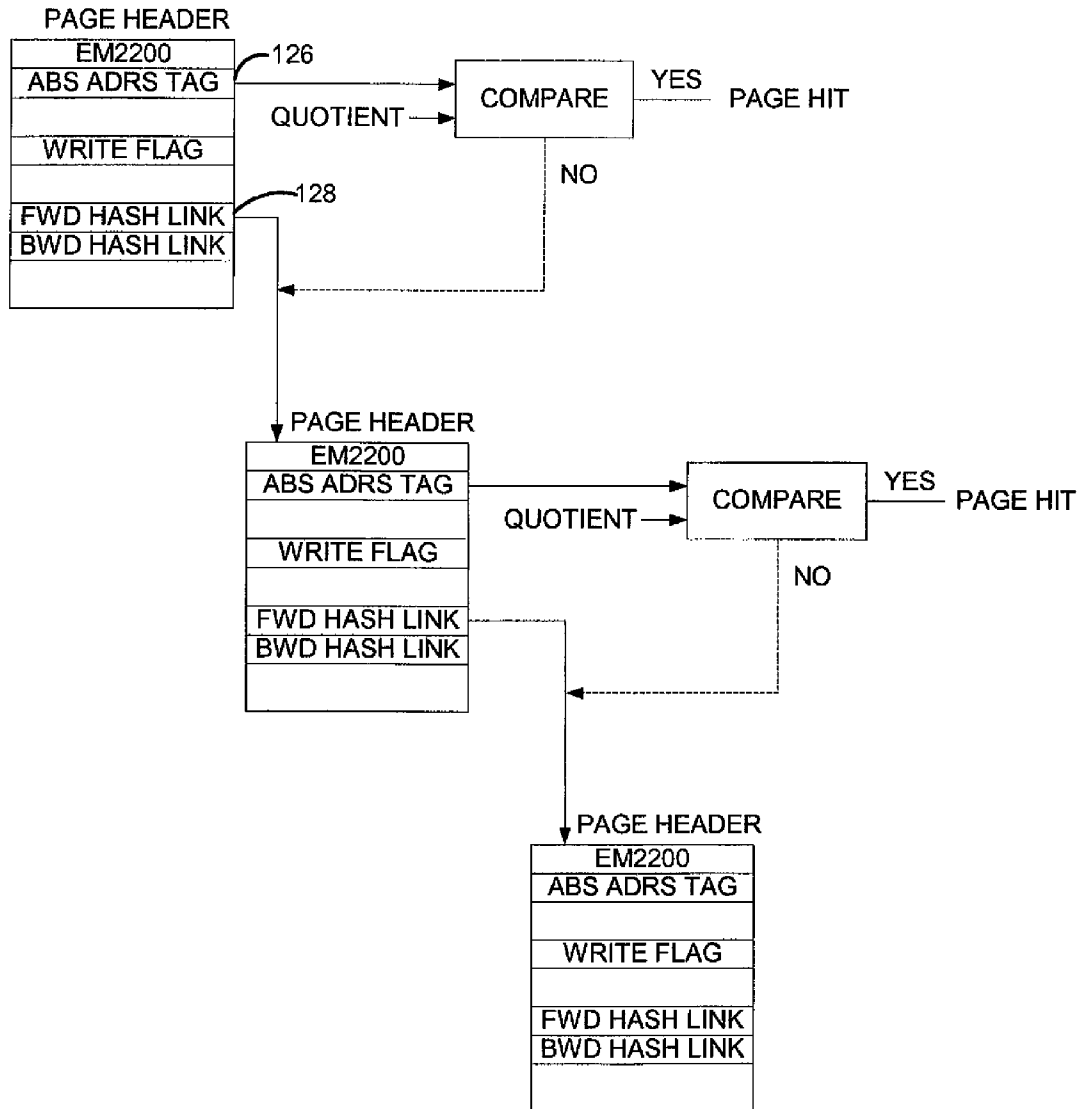 PAGE HEADER
EM2200
ABS ADRS TAG
126
WRITE FLAG
FWD HASH LINK
128
BWD HASH LINK
QUOTIENT
COMPARE
YES
PAGE HIT
NO
PAGE HEADER
EM2200
ABS ADRS TAG
WRITE FLAG
FWD HASH LINK
BWD HASH LINK
QUOTIENT
COMPARE
YES
PAGE HIT
NO
PAGE HEADER
EM2200
ABS ADRS TAG
WRITE FLAG
FWD HASH LINK
BWD HASH LINK